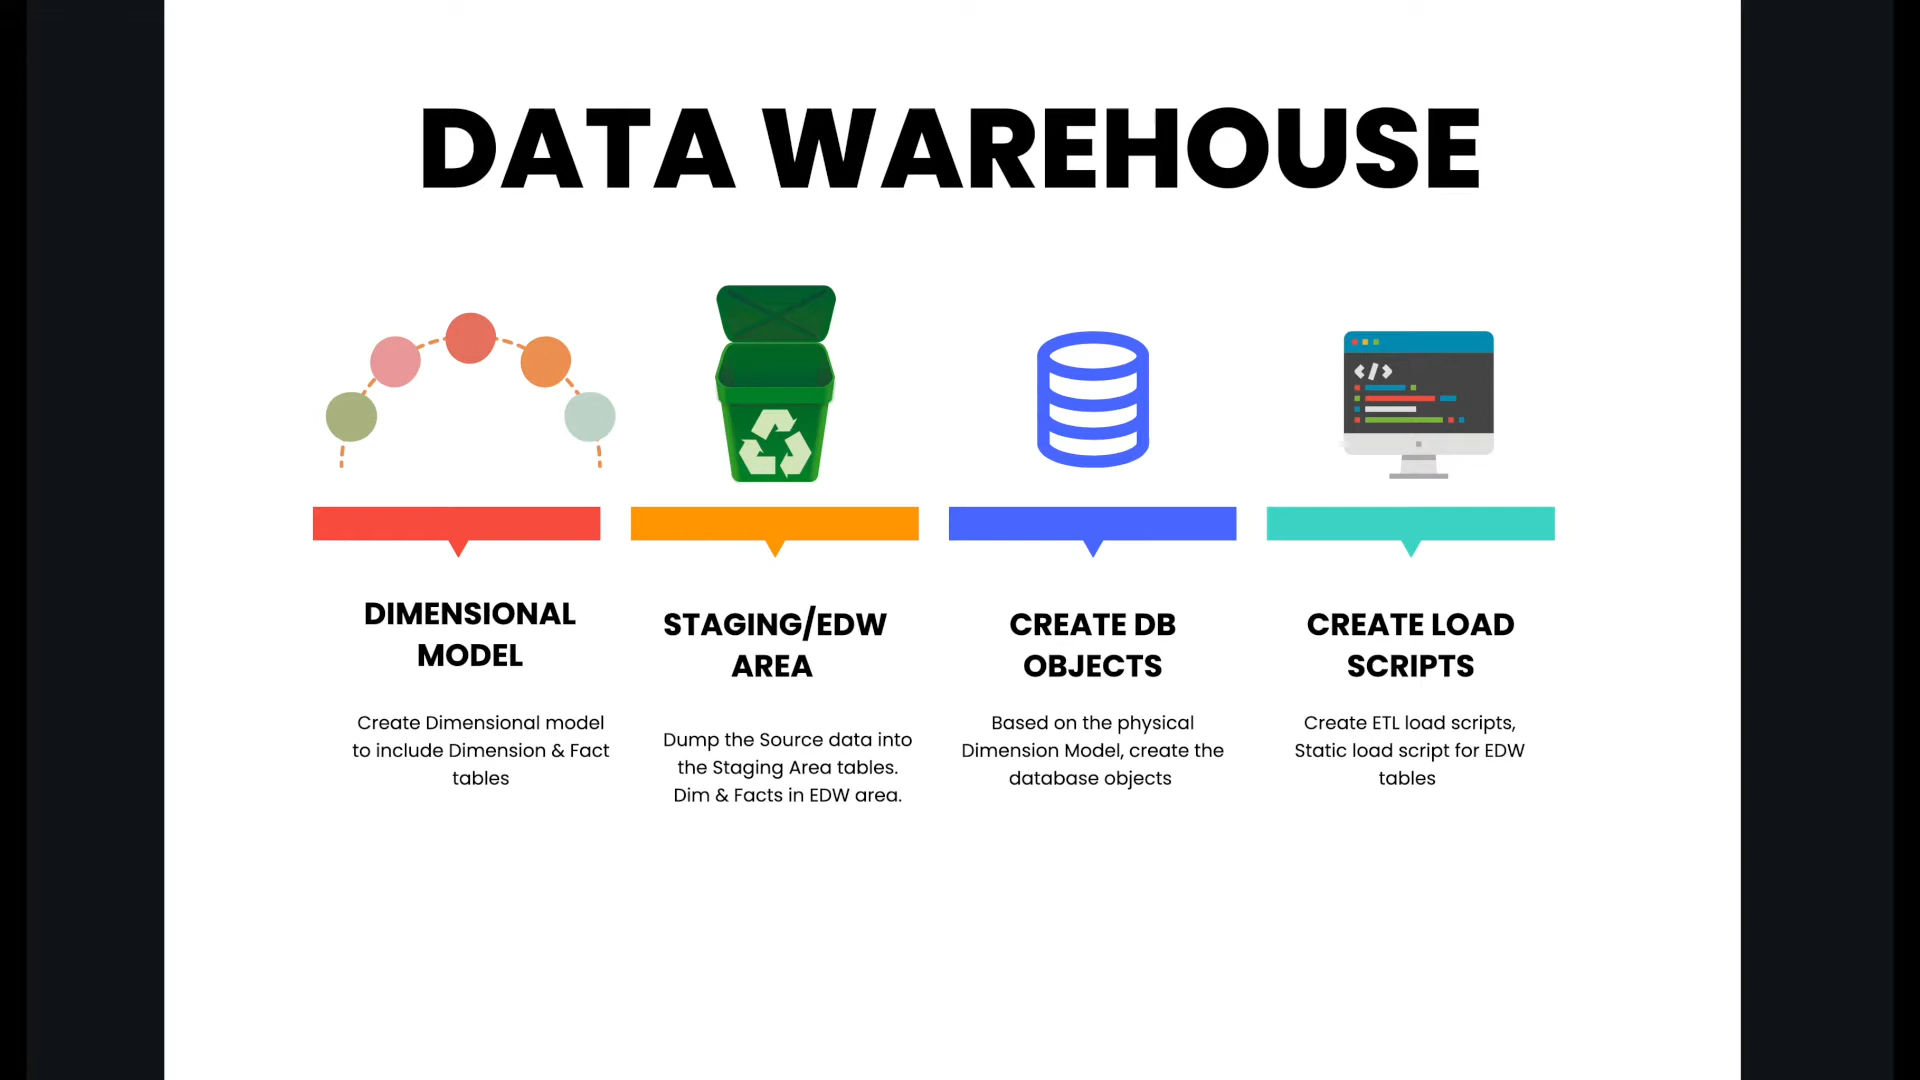 DATA WAREHOUSE
DIMENSIONAL
MODEL
Create Dimensional model
to include Dimension & Fact
tables
STAGING/EDW
AREA
Dump the Source data into
the Staging Area tables.
Dim & Facts in EDW area.
CREATE DB
OBJECTS
Based on the physical
Dimension Model, create the
database objects
CREATE LOAD
SCRIPTS
Create ETL load scripts,
Static load script for EDW
tables